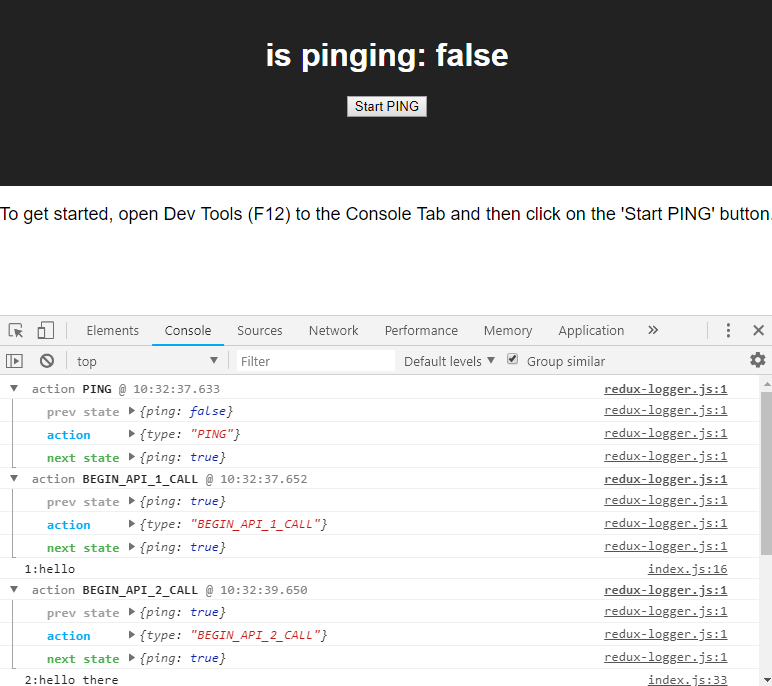 is pinging: false
Start PING
To get started, open Dev Tools (F12) to the Console Tab and then click on the 'Start PING' button.
Elements Console Sources Network Performance Memory Application
top Filter Default levels Group similar
action PING @ 10:32:37.633 redux-logger.js:1
prev state {ping: false} redux-logger.js:1
action {type: "PING"} redux-logger.js:1
next state {ping: true} redux-logger.js:1
action BEGIN_API_1_CALL @ 10:32:37.652 redux-logger.js:1
prev state {ping: true} redux-logger.js:1
action {type: "BEGIN_API_1_CALL"} redux-logger.js:1
next state {ping: true} redux-logger.js:1
1:hello index.js:16
action BEGIN_API_2_CALL @ 10:32:39.650 redux-logger.js:1
prev state {ping: true} redux-logger.js:1
action {type: "BEGIN_API_2_CALL"} redux-logger.js:1
next state {ping: true} redux-logger.js:1
2:hello there index.js:33